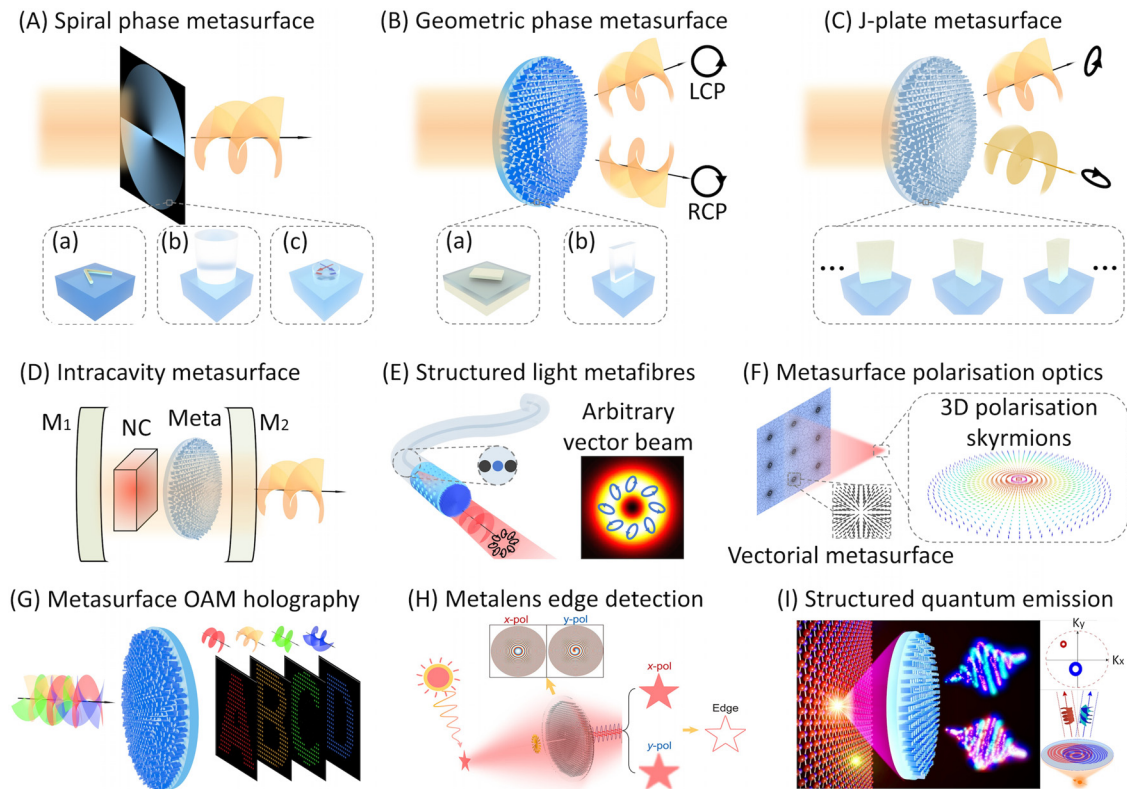 (A) Spiral phase metasurface
(B) Geometric phase metasurface
(C) J-plate metasurface
LCP
RCP
(a)
(b)
(c)
(a)
(b)
•••
•••
(D) Intracavity metasurface
M1
NC
Meta
M2
(E) Structured light metafibres
Arbitrary
vector beam
(F) Metasurface polarisation optics
3D polarisation
skyrmions
Vectorial metasurface
(G) Metasurface OAM holography
A
B
C
D
(H) Metalens edge detection
x-pol
y-pol
x-pol
y-pol
Edge
(I) Structured quantum emission
Ky
Kx